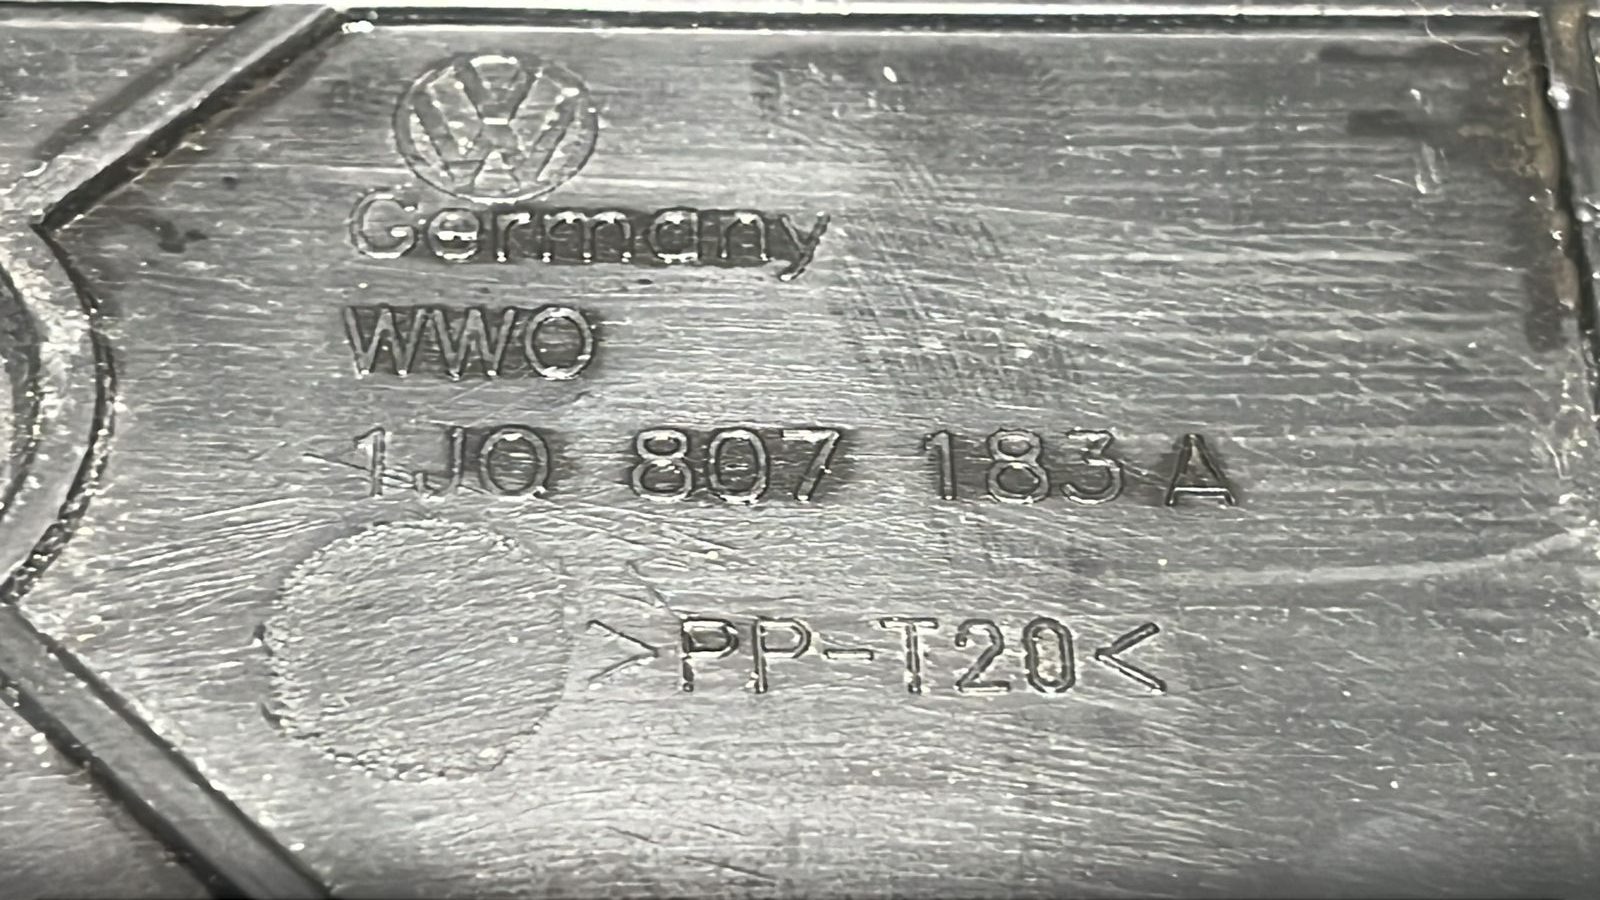 Germany
WWO
1J0 807 183 A
>PP-T20<